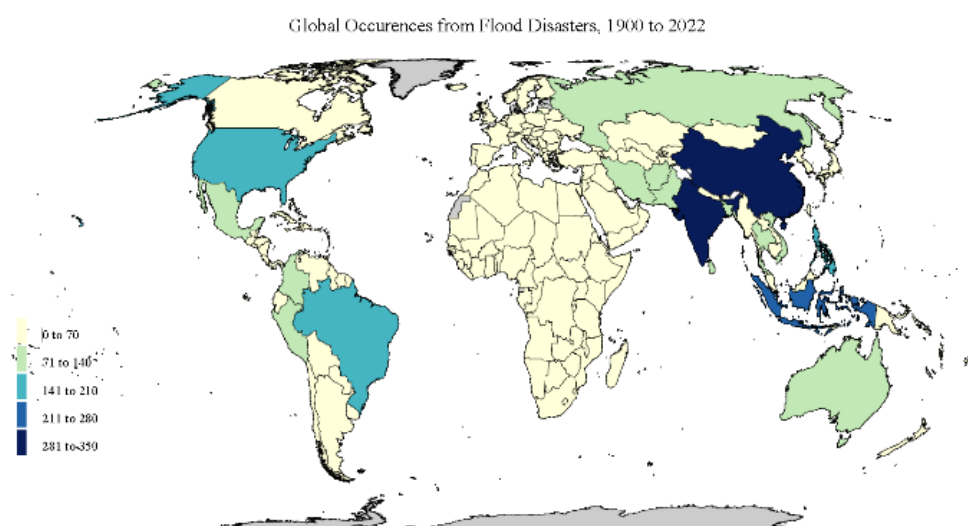 Global Occurences from Flood Disasters, 1900 to 2022
0 to 70
71 to 140
141 to 210
211 to 280
281 to 350